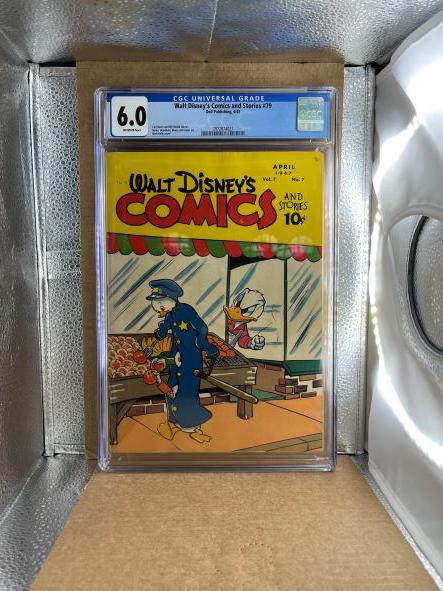 CGC UNIVERSAL GRADE
6.0
Walt Disney's Comics and Stories #79
Dell Publishing, 4/47
APRIL
1947
Vol. 7 No. 7
WALT DISNEY'S
COMICS
AND
STORIES
10¢